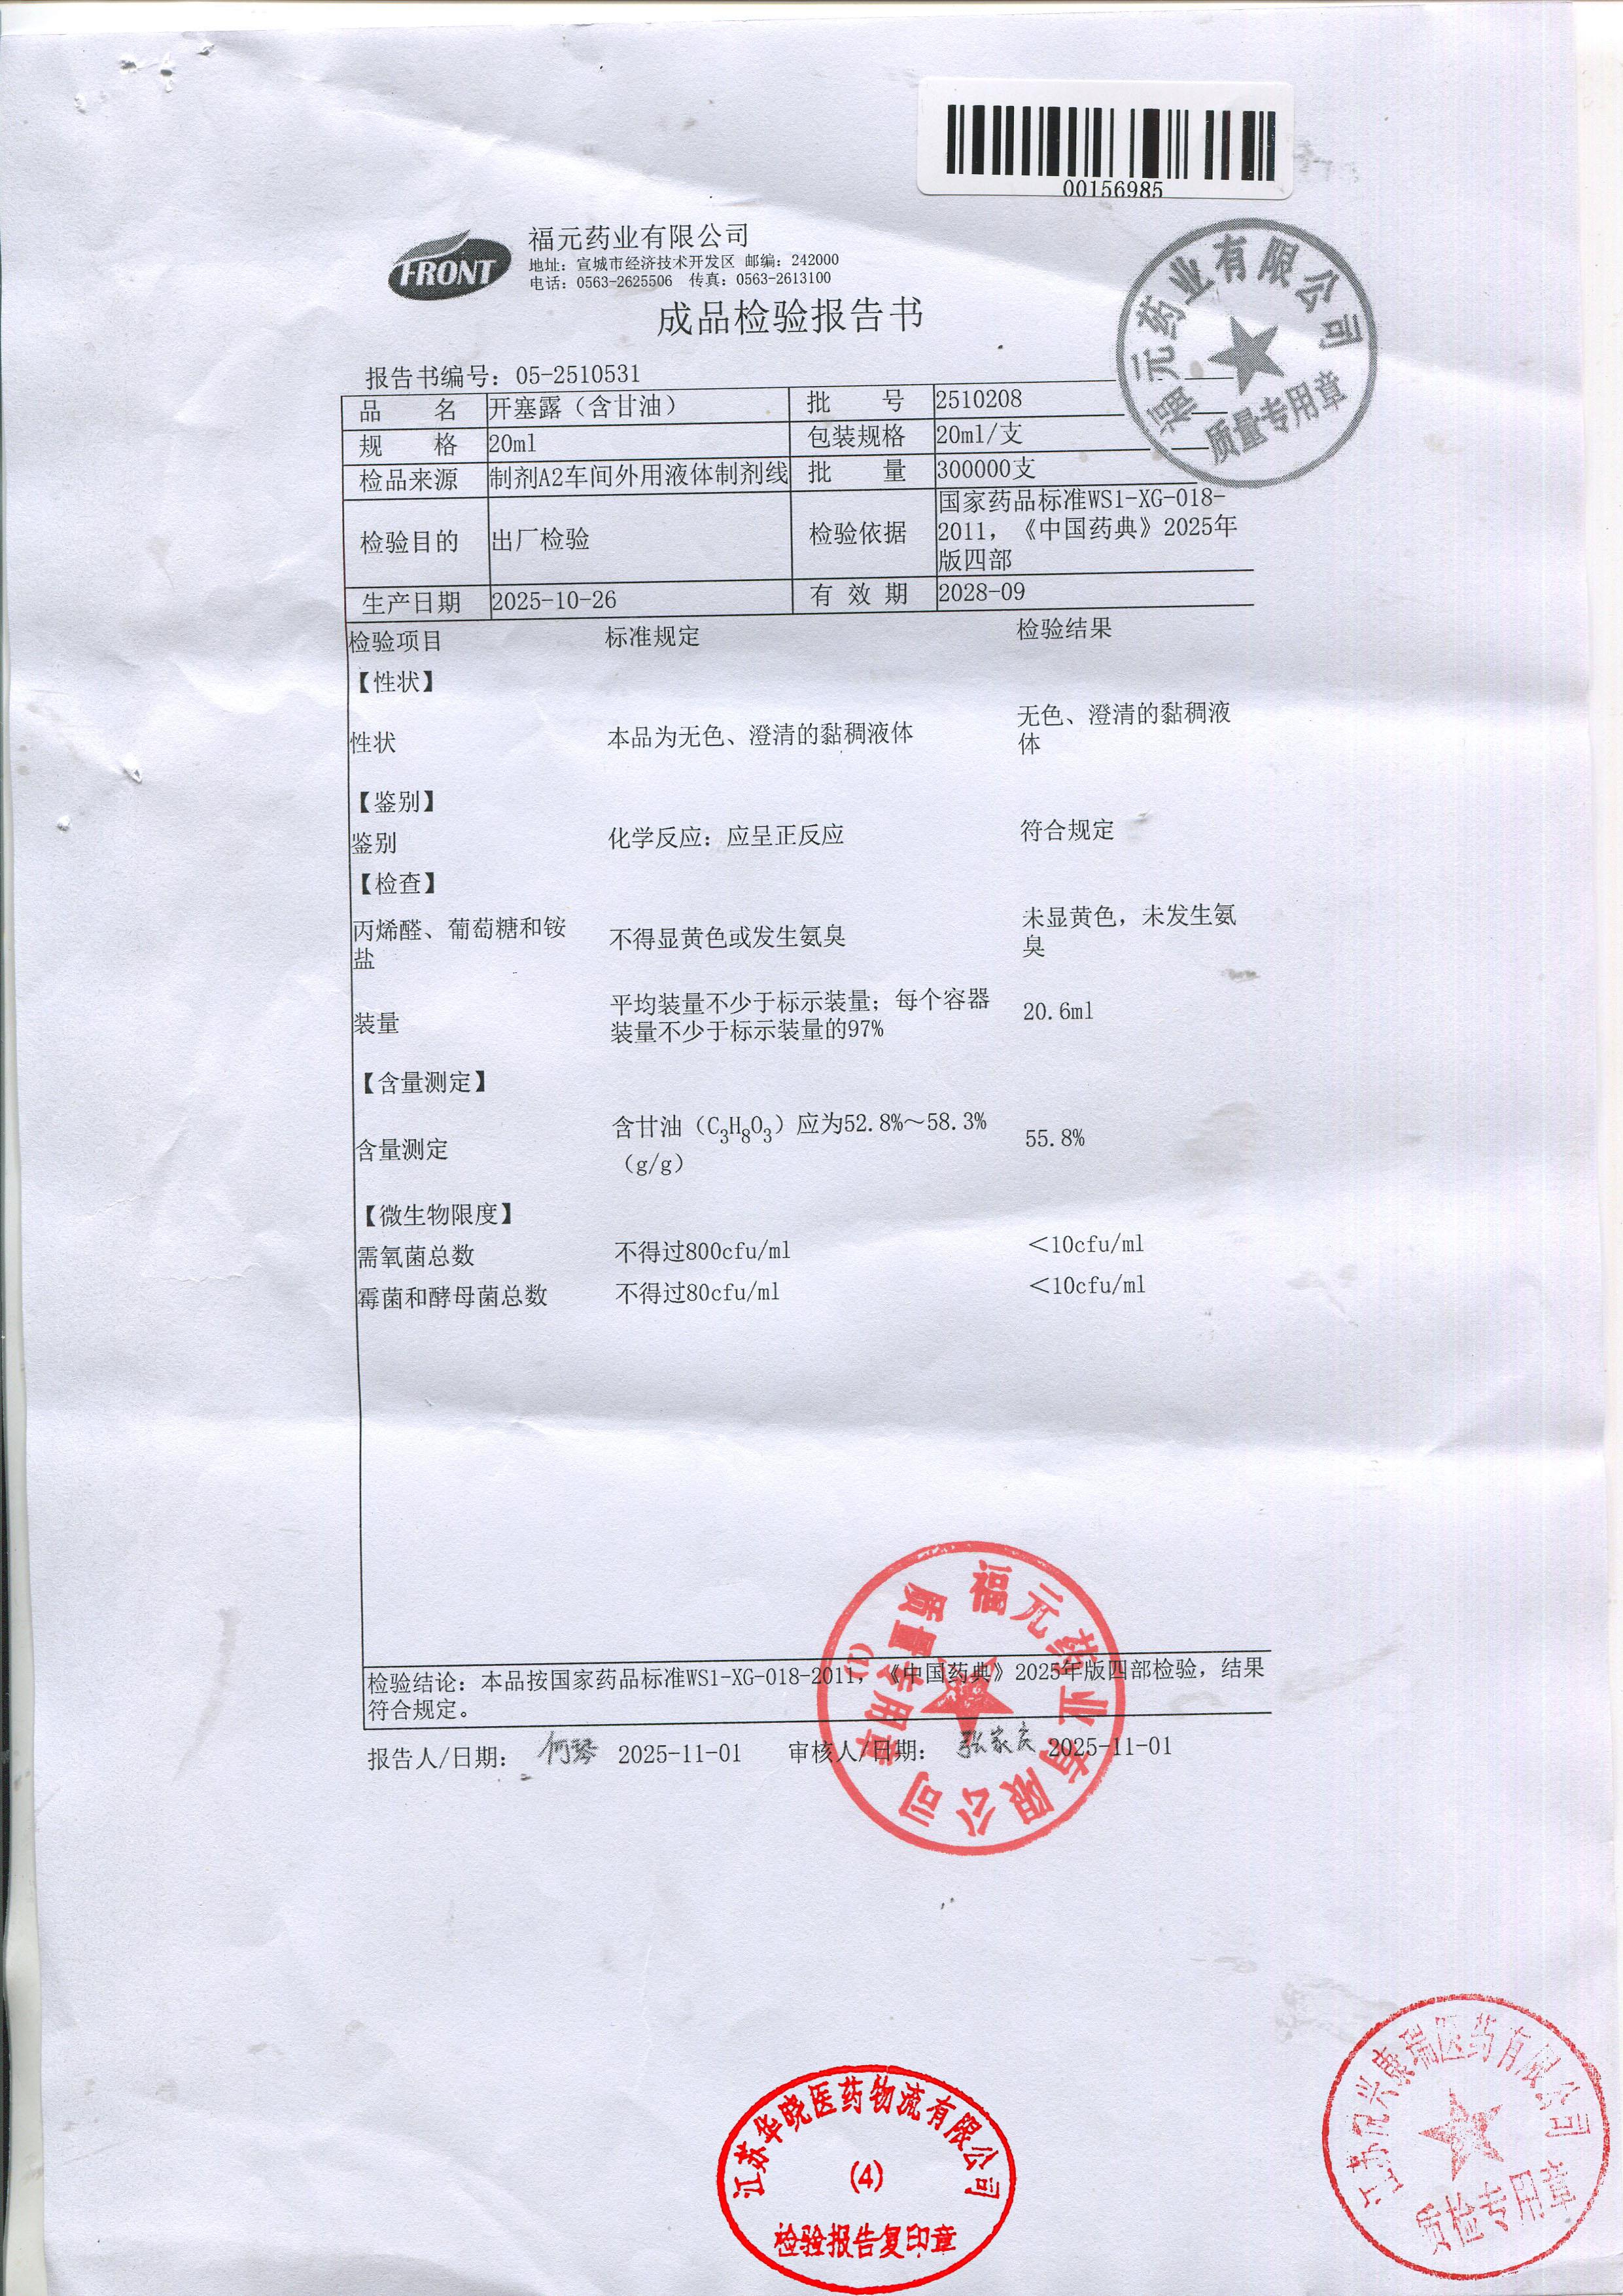 00156985
FRONT
福元药业有限公司
地址：宣城市经济技术开发区 邮编：242000
电话：0563-2625506 传真：0563-2613100
成品检验报告书
福元药业有限公司
质量专用章
报告书编号：05-2510531
品 名 开塞露（含甘油） 批 号 2510208
规 格 20ml 包装规格 20ml/支
检品来源 制剂A2车间外用液体制剂线 批 量 300000支
检验目的 出厂检验 检验依据 国家药品标准WS1-XG-018-
2011，《中国药典》2025年
版四部
生产日期 2025-10-26 有 效 期 2028-09
检验项目 标准规定 检验结果
【性状】
性状 本品为无色、澄清的黏稠液体 无色、澄清的黏稠液
体
【鉴别】
鉴别 化学反应：应呈正反应 符合规定
【检查】
丙烯醛、葡萄糖和铵 不得显黄色或发生氨臭 未显黄色，未发生氨
盐 臭
装量 平均装量不少于标示装量；每个容器 20.6ml
装量不少于标示装量的97%
【含量测定】
含量测定 含甘油（C3H8O3）应为52.8%～58.3% 55.8%
（g/g）
【微生物限度】
需氧菌总数 不得过800cfu/ml ＜10cfu/ml
霉菌和酵母菌总数 不得过80cfu/ml ＜10cfu/ml
检验结论：本品按国家药品标准WS1-XG-018-2011，《中国药典》2025年版四部检验，结果
符合规定。
报告人/日期： 何琴 2025-11-01 审核人/日期： 张家庆 2025-11-01
福元药业有限公司
质量专用章
(1)
江苏华晓医药物流有限公司
(4)
检验报告复印章
康瑞医药有限公司
质检专用章